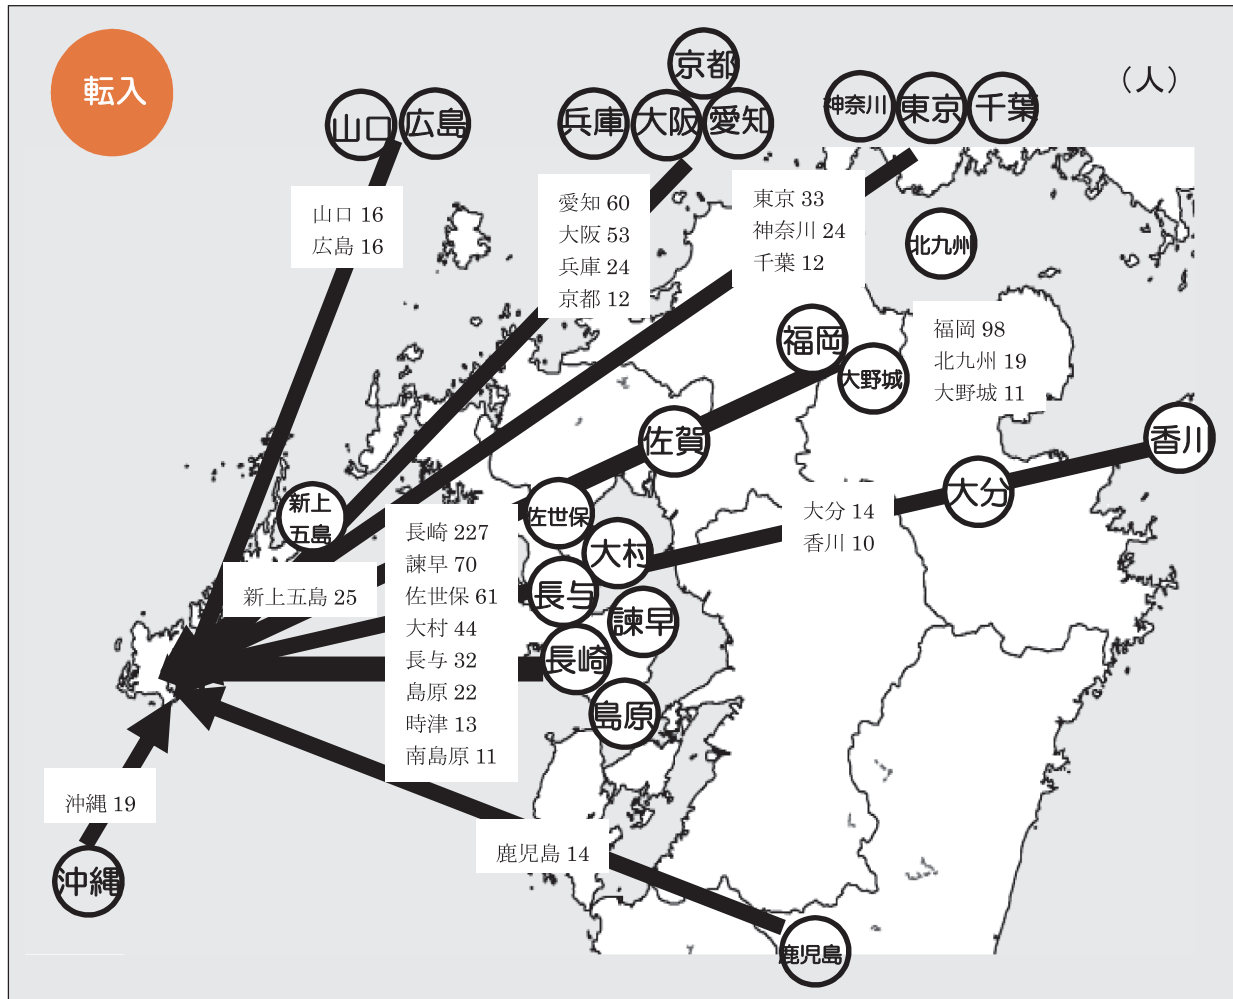 転入
（人）
京都
山口
広島
兵庫
大阪
愛知
神奈川
東京
千葉
山口 16
広島 16
愛知 60
大阪 53
兵庫 24
京都 12
東京 33
神奈川 24
千葉 12
北九州
福岡
大野城
福岡 98
北九州 19
大野城 11
佐賀
香川
大分
大分 14
香川 10
新上
五島
新上五島 25
佐世保
大村
長与
諫早
長崎
島原
長崎 227
諫早 70
佐世保 61
大村 44
長与 32
島原 22
時津 13
南島原 11
沖縄 19
沖縄
鹿児島 14
鹿児島